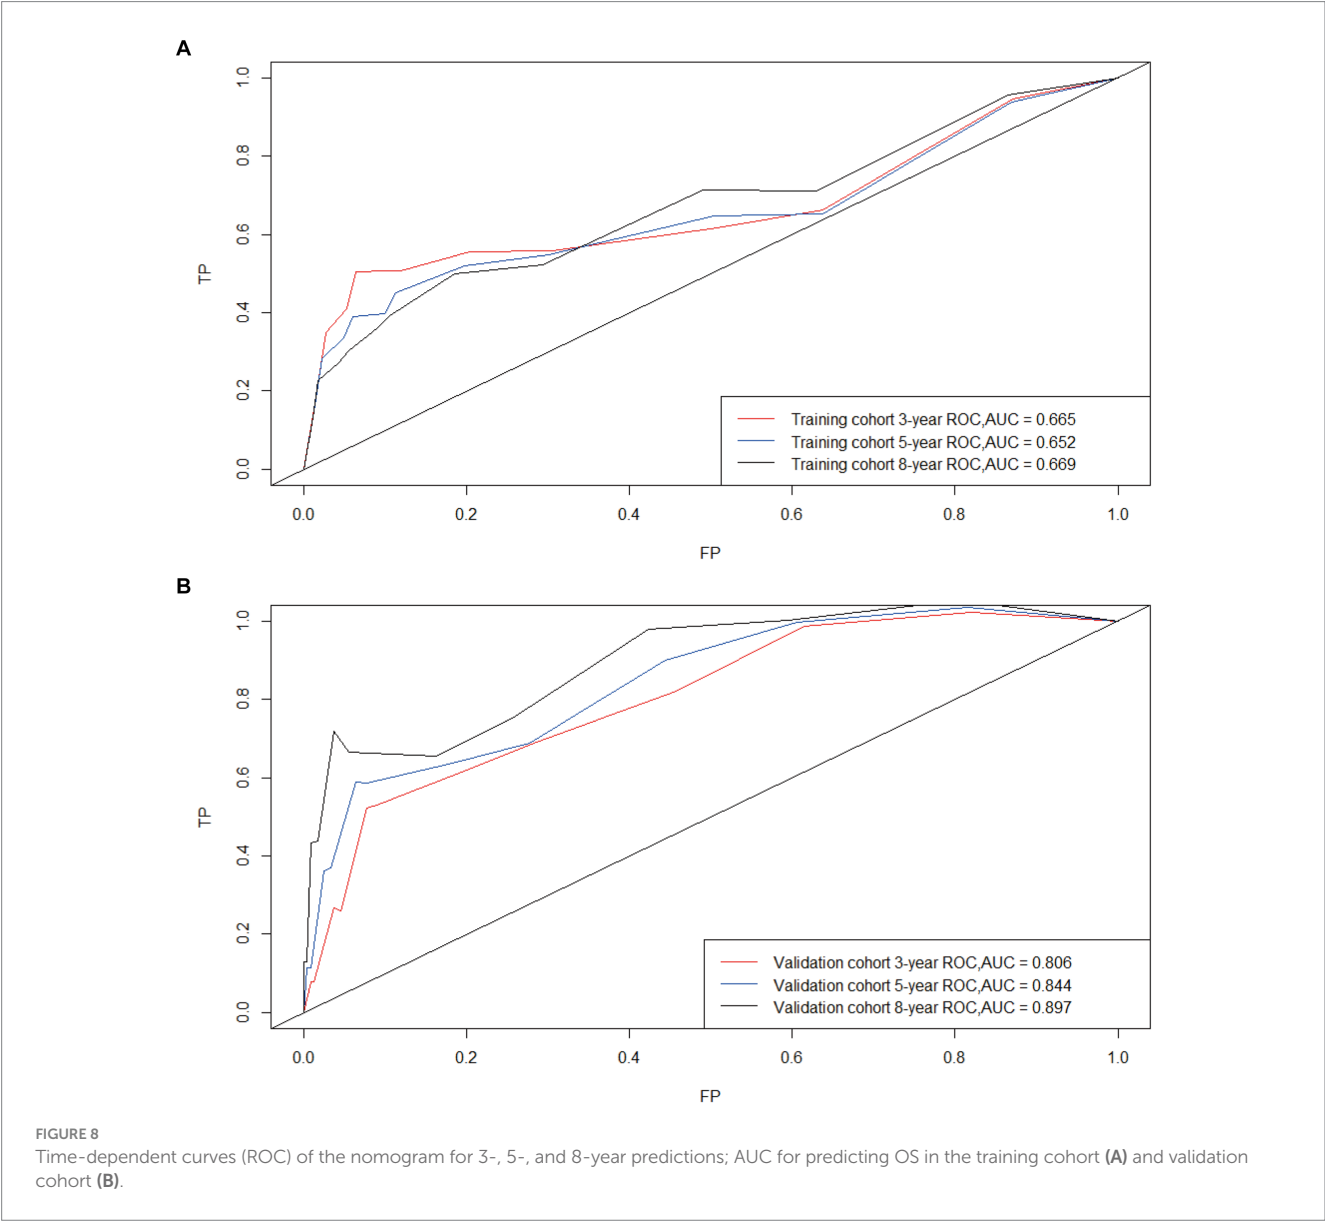 A
1.0
0.8
0.6
0.4
0.2
0.0
TP
Training cohort 3-year ROC,AUC = 0.665
Training cohort 5-year ROC,AUC = 0.652
Training cohort 8-year ROC,AUC = 0.669
0.0 0.2 0.4 0.6 0.8 1.0
FP
B
1.0
0.8
0.6
0.4
0.2
0.0
TP
Validation cohort 3-year ROC,AUC = 0.806
Validation cohort 5-year ROC,AUC = 0.844
Validation cohort 8-year ROC,AUC = 0.897
0.0 0.2 0.4 0.6 0.8 1.0
FP
FIGURE 8
Time-dependent curves (ROC) of the nomogram for 3-, 5-, and 8-year predictions; AUC for predicting OS in the training cohort (A) and validation
cohort (B).